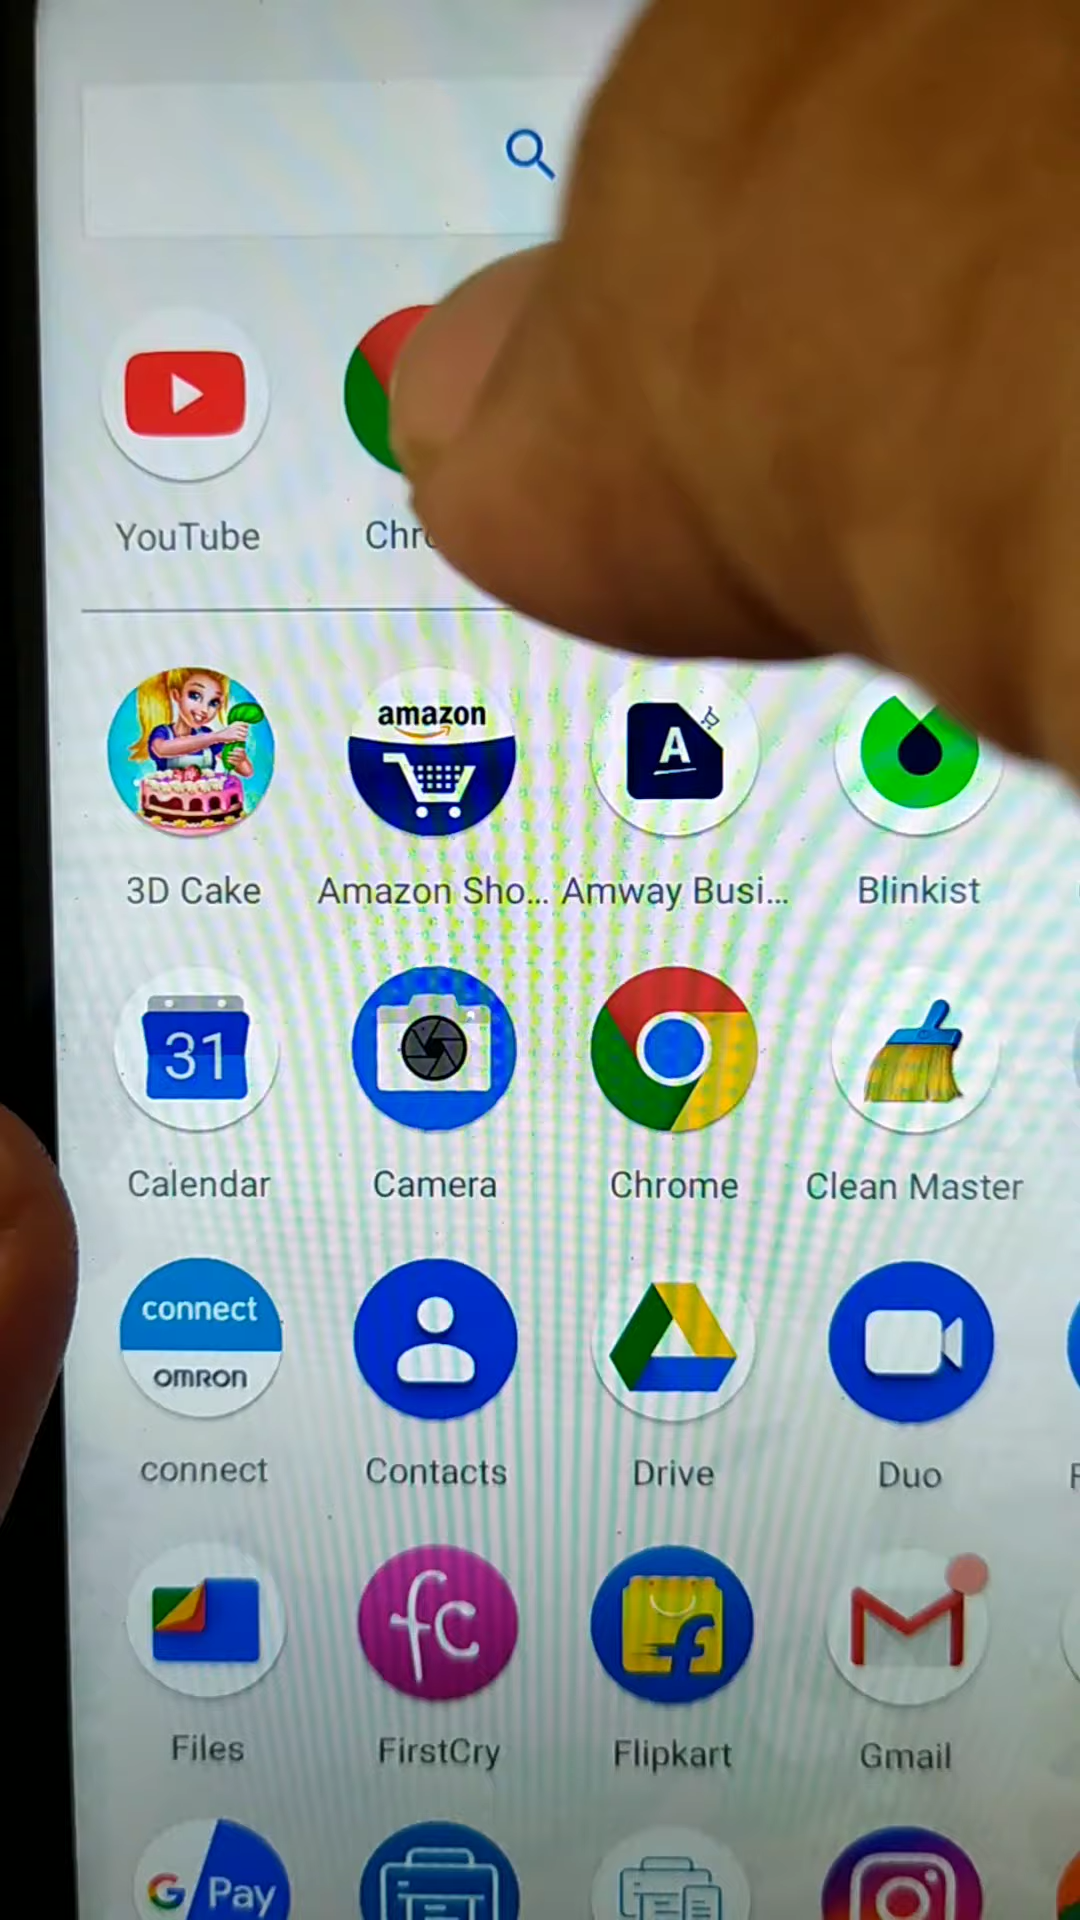 YouTube
amazon
A
3D Cake Amazon Sho... Amway Busi... Blinkist
31
Calendar Camera Chrome Clean Master
connect
OMRON
connect Contacts Drive Duo
fc
f
Files FirstCry Flipkart Gmail
G Pay